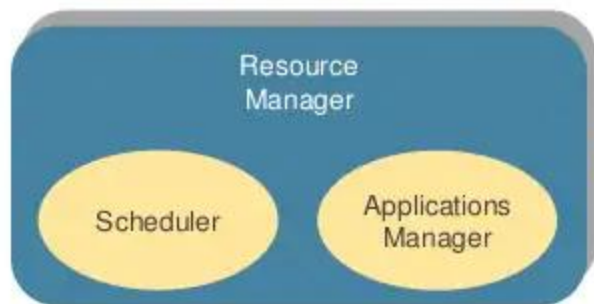 Resource
Manager
Scheduler
Applications
Manager